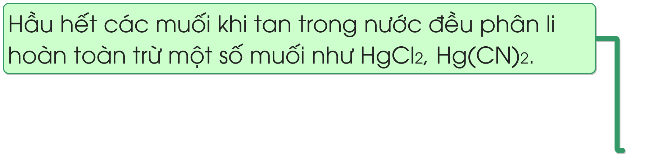 Hầu hết các muối khi tan trong nước đều phân li
hoàn toàn trừ một số muối như HgCl₂, Hg(CN)₂.